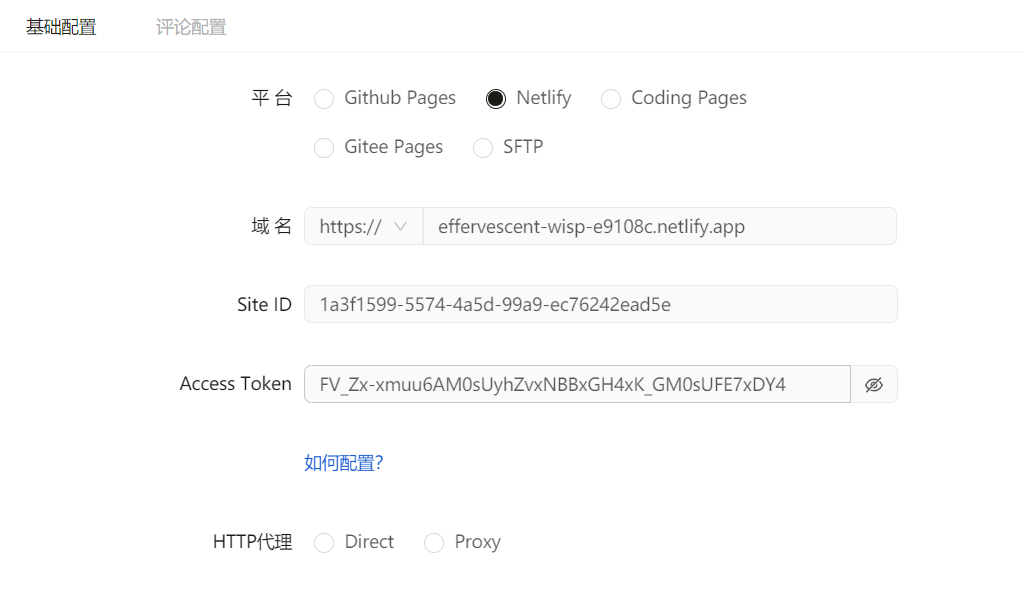 基础配置 评论配置
平台 Github Pages Netlify Coding Pages
Gitee Pages SFTP
域名 https:// effervescent-wisp-e9108c.netlify.app
Site ID 1a3f1599-5574-4a5d-99a9-ec76242ead5e
Access Token FV_Zx-xmuu6AM0sUyhZvxNBBxGH4xK_GM0sUFE7xDY4
如何配置?
HTTP代理 Direct Proxy